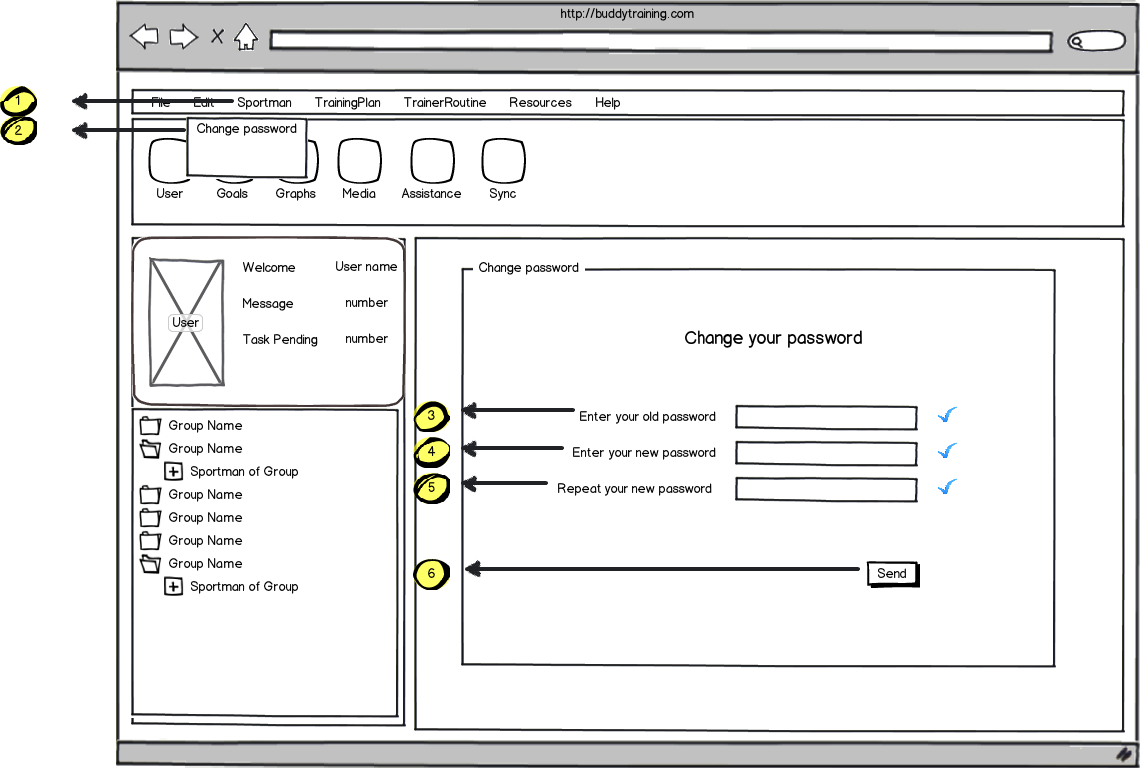 http://buddytraining.com
1
File Edit Sportman TrainingPlan TrainerRoutine Resources Help
2
Change password
User Goals Graphs Media Assistance Sync
User
Welcome User name
Message number
Task Pending number
Group Name
Group Name
Sportman of Group
Group Name
Group Name
Group Name
Group Name
Sportman of Group
Change password
Change your password
3 Enter your old password
4 Enter your new password
5 Repeat your new password
6 Send